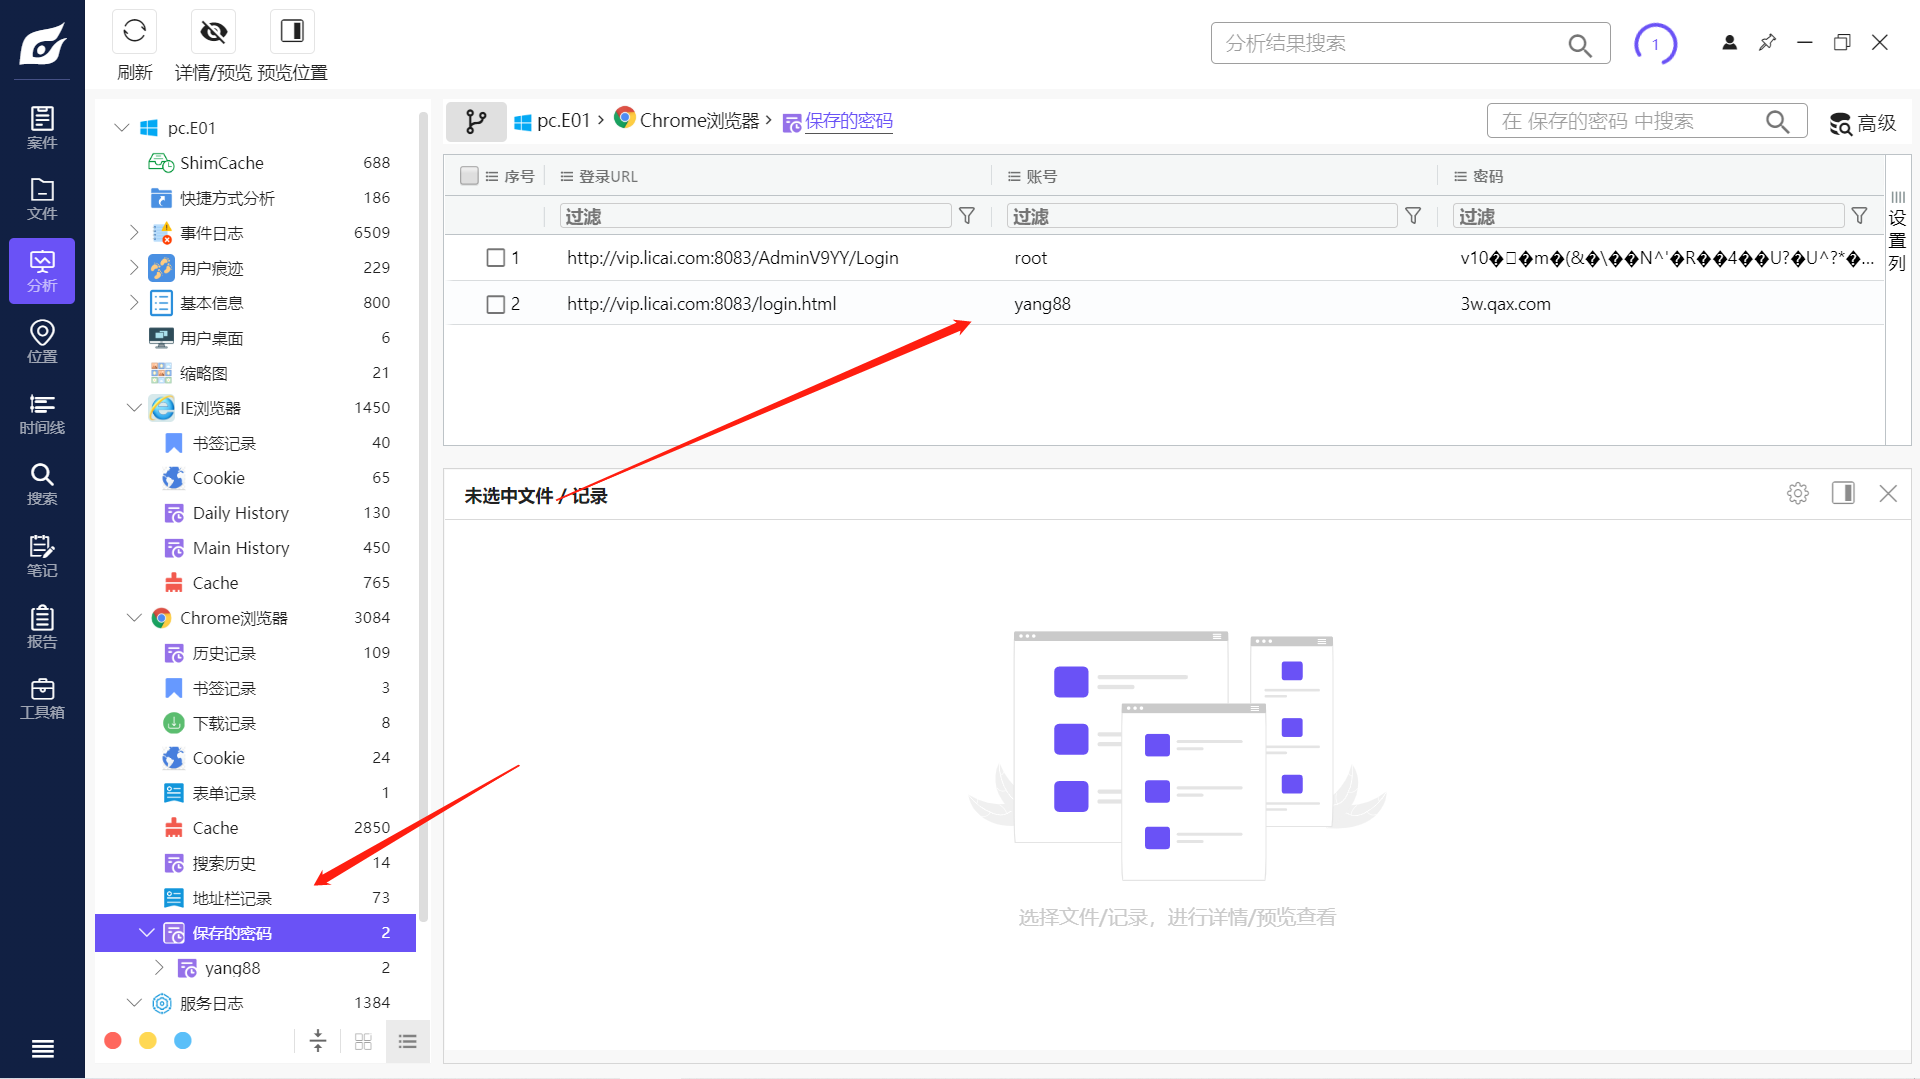 刷新
详情/预览
预览位置
分析结果搜索
1
案件
文件
分析
位置
时间线
搜索
笔记
报告
工具箱
pc.E01
ShimCache 688
快捷方式分析 186
事件日志 6509
用户痕迹 229
基本信息 800
用户桌面 6
缩略图 21
IE浏览器 1450
书签记录 40
Cookie 65
Daily History 130
Main History 450
Cache 765
Chrome浏览器 3084
历史记录 109
书签记录 3
下载记录 8
Cookie 24
表单记录 1
Cache 2850
搜索历史 14
地址栏记录 73
保存的密码 2
yang88 2
服务日志 1384
pc.E01 › Chrome浏览器 › 保存的密码
在 保存的密码 中搜索
高级
序号 登录URL 账号 密码
过滤 过滤 过滤
1 http://vip.licai.com:8083/AdminV9YY/Login root v10�▯�m�(&�\��N^'�R��4��U?�U^?*�...
2 http://vip.licai.com:8083/login.html yang88 3w.qax.com
设置列
未选中文件 / 记录
选择文件/记录，进行详情/预览查看